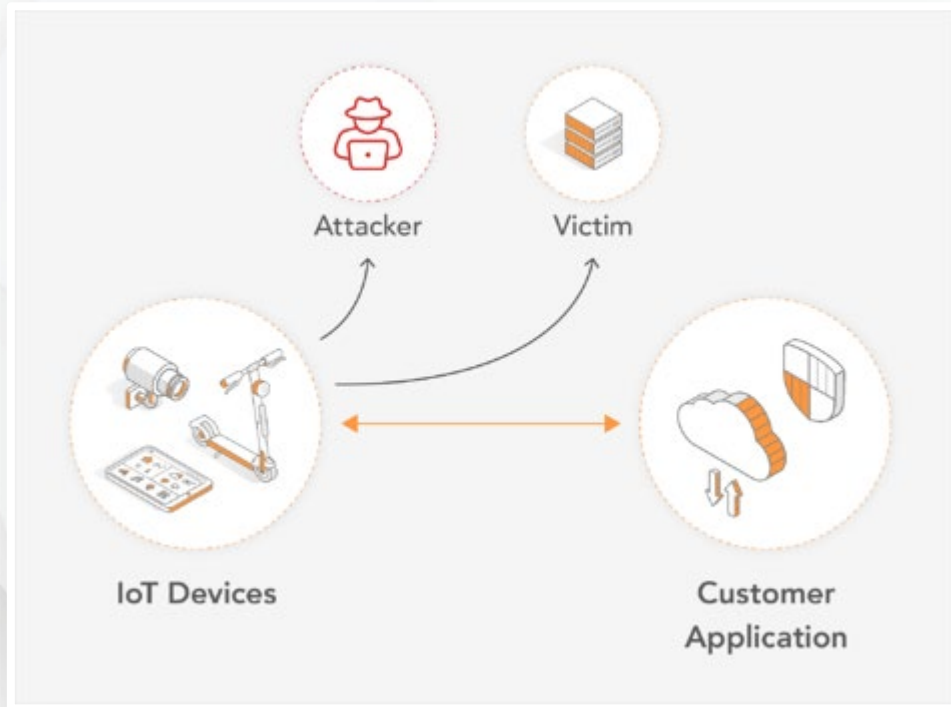 Attacker
Victim
IoT Devices
Customer
Application